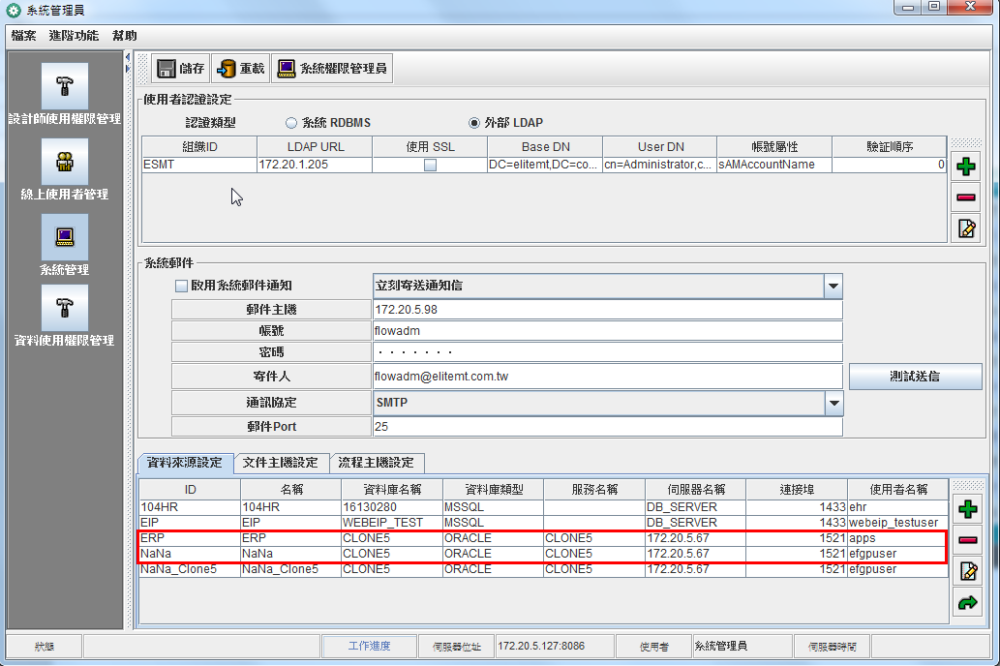 系統管理員
檔案 進階功能 幫助
設計師使用權限管理
線上使用者管理
系統管理
資料使用權限管理
儲存 重載 系統權限管理員
使用者認證設定
認證類型 系統 RDBMS 外部 LDAP
組織ID LDAP URL 使用 SSL Base DN User DN 帳號屬性 驗証順序
ESMT 172.20.1.205 DC=elitemt,DC=co... cn=Administrator,c... sAMAccountName 0
系統郵件
啟用系統郵件通知 立刻寄送通知信
郵件主機 172.20.5.98
帳號 flowadm
密碼 · · · · · · ·
寄件人 flowadm@elitemt.com.tw 測試送信
通訊協定 SMTP
郵件Port 25
資料來源設定 文件主機設定 流程主機設定
ID 名稱 資料庫名稱 資料庫類型 服務名稱 伺服器名稱 連接埠 使用者名稱
104HR 104HR 16130280 MSSQL DB_SERVER 1433 ehr
EIP EIP WEBEIP_TEST MSSQL DB_SERVER 1433 webeip_testuser
ERP ERP CLONE5 ORACLE CLONE5 172.20.5.67 1521 apps
NaNa NaNa CLONE5 ORACLE CLONE5 172.20.5.67 1521 efgpuser
NaNa_Clone5 NaNa_Clone5 CLONE5 ORACLE CLONE5 172.20.5.67 1521 efgpuser
狀態 工作進度 伺服器位址 172.20.5.127:8086 使用者 系統管理員 伺服器時間